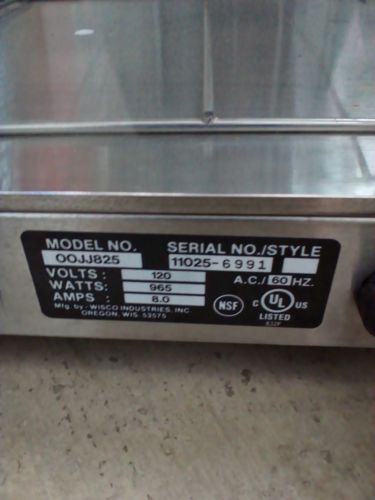 MODEL NO. SERIAL NO./STYLE
OOJJ825 11025-6991
VOLTS: 120
WATTS: 965 A.C./60 HZ.
AMPS: 8.0
Mfg. by - WISCO INDUSTRIES, INC
OREGON, WIS. 53575
NSF
C UL US
LISTED
832F